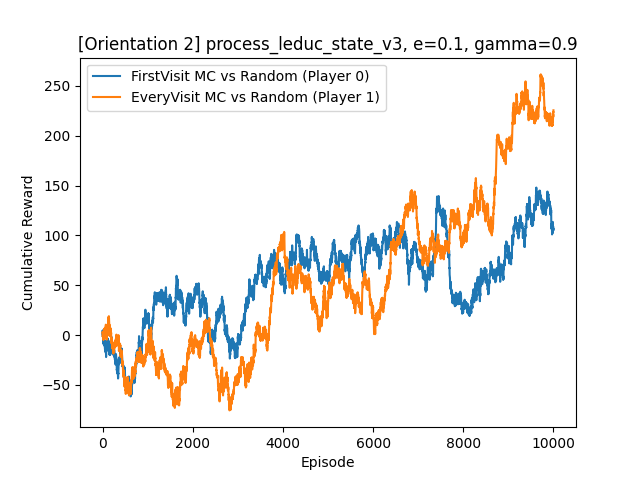 [Orientation 2] process_leduc_state_v3, e=0.1, gamma=0.9
FirstVisit MC vs Random (Player 0)
EveryVisit MC vs Random (Player 1)
Cumulative Reward
250
200
150
100
50
0
−50
0
2000
4000
6000
8000
10000
Episode